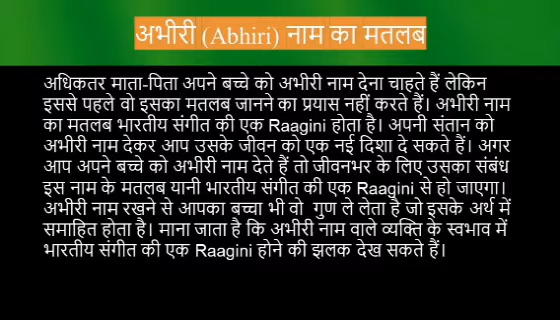 अभीरी (Abhiri) नाम का मतलब
अधिकतर माता-पिता अपने बच्चे को अभीरी नाम देना चाहते हैं लेकिन
इससे पहले वो इसका मतलब जानने का प्रयास नहीं करते हैं। अभीरी नाम
का मतलब भारतीय संगीत की एक Raagini होता है। अपनी संतान को
अभीरी नाम देकर आप उसके जीवन को एक नई दिशा दे सकते हैं। अगर
आप अपने बच्चे को अभीरी नाम देते हैं तो जीवनभर के लिए उसका संबंध
इस नाम के मतलब यानी भारतीय संगीत की एक Raagini से हो जाएगा।
अभीरी नाम रखने से आपका बच्चा भी वो गुण ले लेता है जो इसके अर्थ में
समाहित होता है। माना जाता है कि अभीरी नाम वाले व्यक्ति के स्वभाव में
भारतीय संगीत की एक Raagini होने की झलक देख सकते हैं।